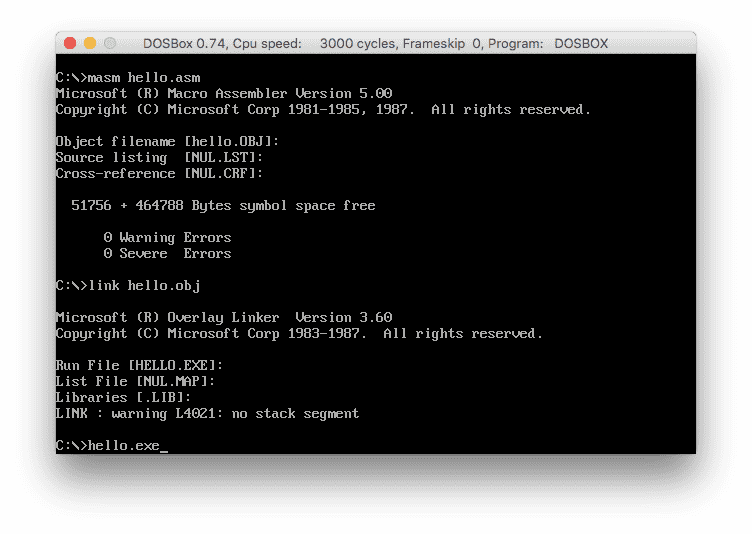 DOSBox 0.74, Cpu speed:     3000 cycles, Frameskip  0, Program:   DOSBOX
C:\>masm hello.asm
Microsoft (R) Macro Assembler Version 5.00
Copyright (C) Microsoft Corp 1981-1985, 1987.  All rights reserved.
Object filename [hello.OBJ]:
Source listing  [NUL.LST]:
Cross-reference [NUL.CRF]:
  51756 + 464788 Bytes symbol space free
      0 Warning Errors
      0 Severe  Errors
C:\>link hello.obj
Microsoft (R) Overlay Linker  Version 3.60
Copyright (C) Microsoft Corp 1983-1987.  All rights reserved.
Run File [HELLO.EXE]:
List File [NUL.MAP]:
Libraries [.LIB]:
LINK : warning L4021: no stack segment
C:\>hello.exe_